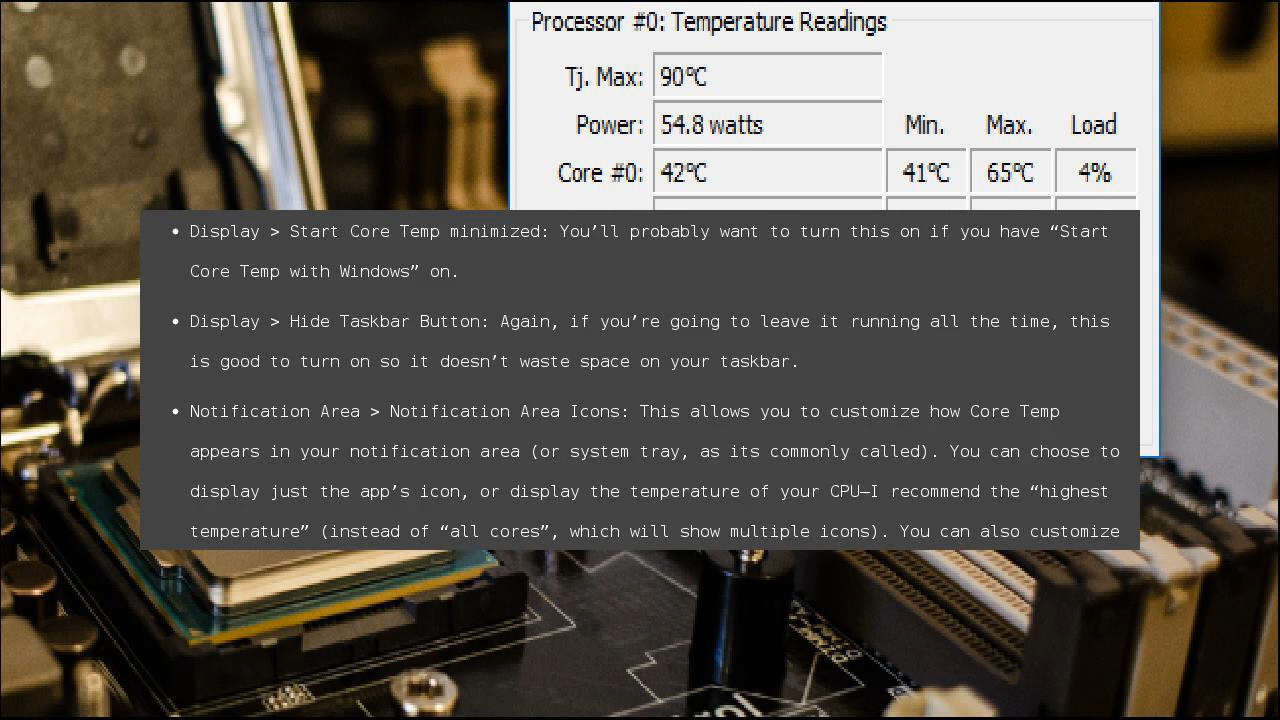 Processor #0: Temperature Readings
Tj. Max: 90°C
Power: 54.8 watts Min. Max. Load
Core #0: 42°C 41°C 65°C 4%
• Display > Start Core Temp minimized: You’ll probably want to turn this on if you have “Start
Core Temp with Windows” on.
• Display > Hide Taskbar Button: Again, if you’re going to leave it running all the time, this
is good to turn on so it doesn’t waste space on your taskbar.
• Notification Area > Notification Area Icons: This allows you to customize how Core Temp
appears in your notification area (or system tray, as its commonly called). You can choose to
display just the app’s icon, or display the temperature of your CPU—I recommend the “highest
temperature” (instead of “all cores”, which will show multiple icons). You can also customize